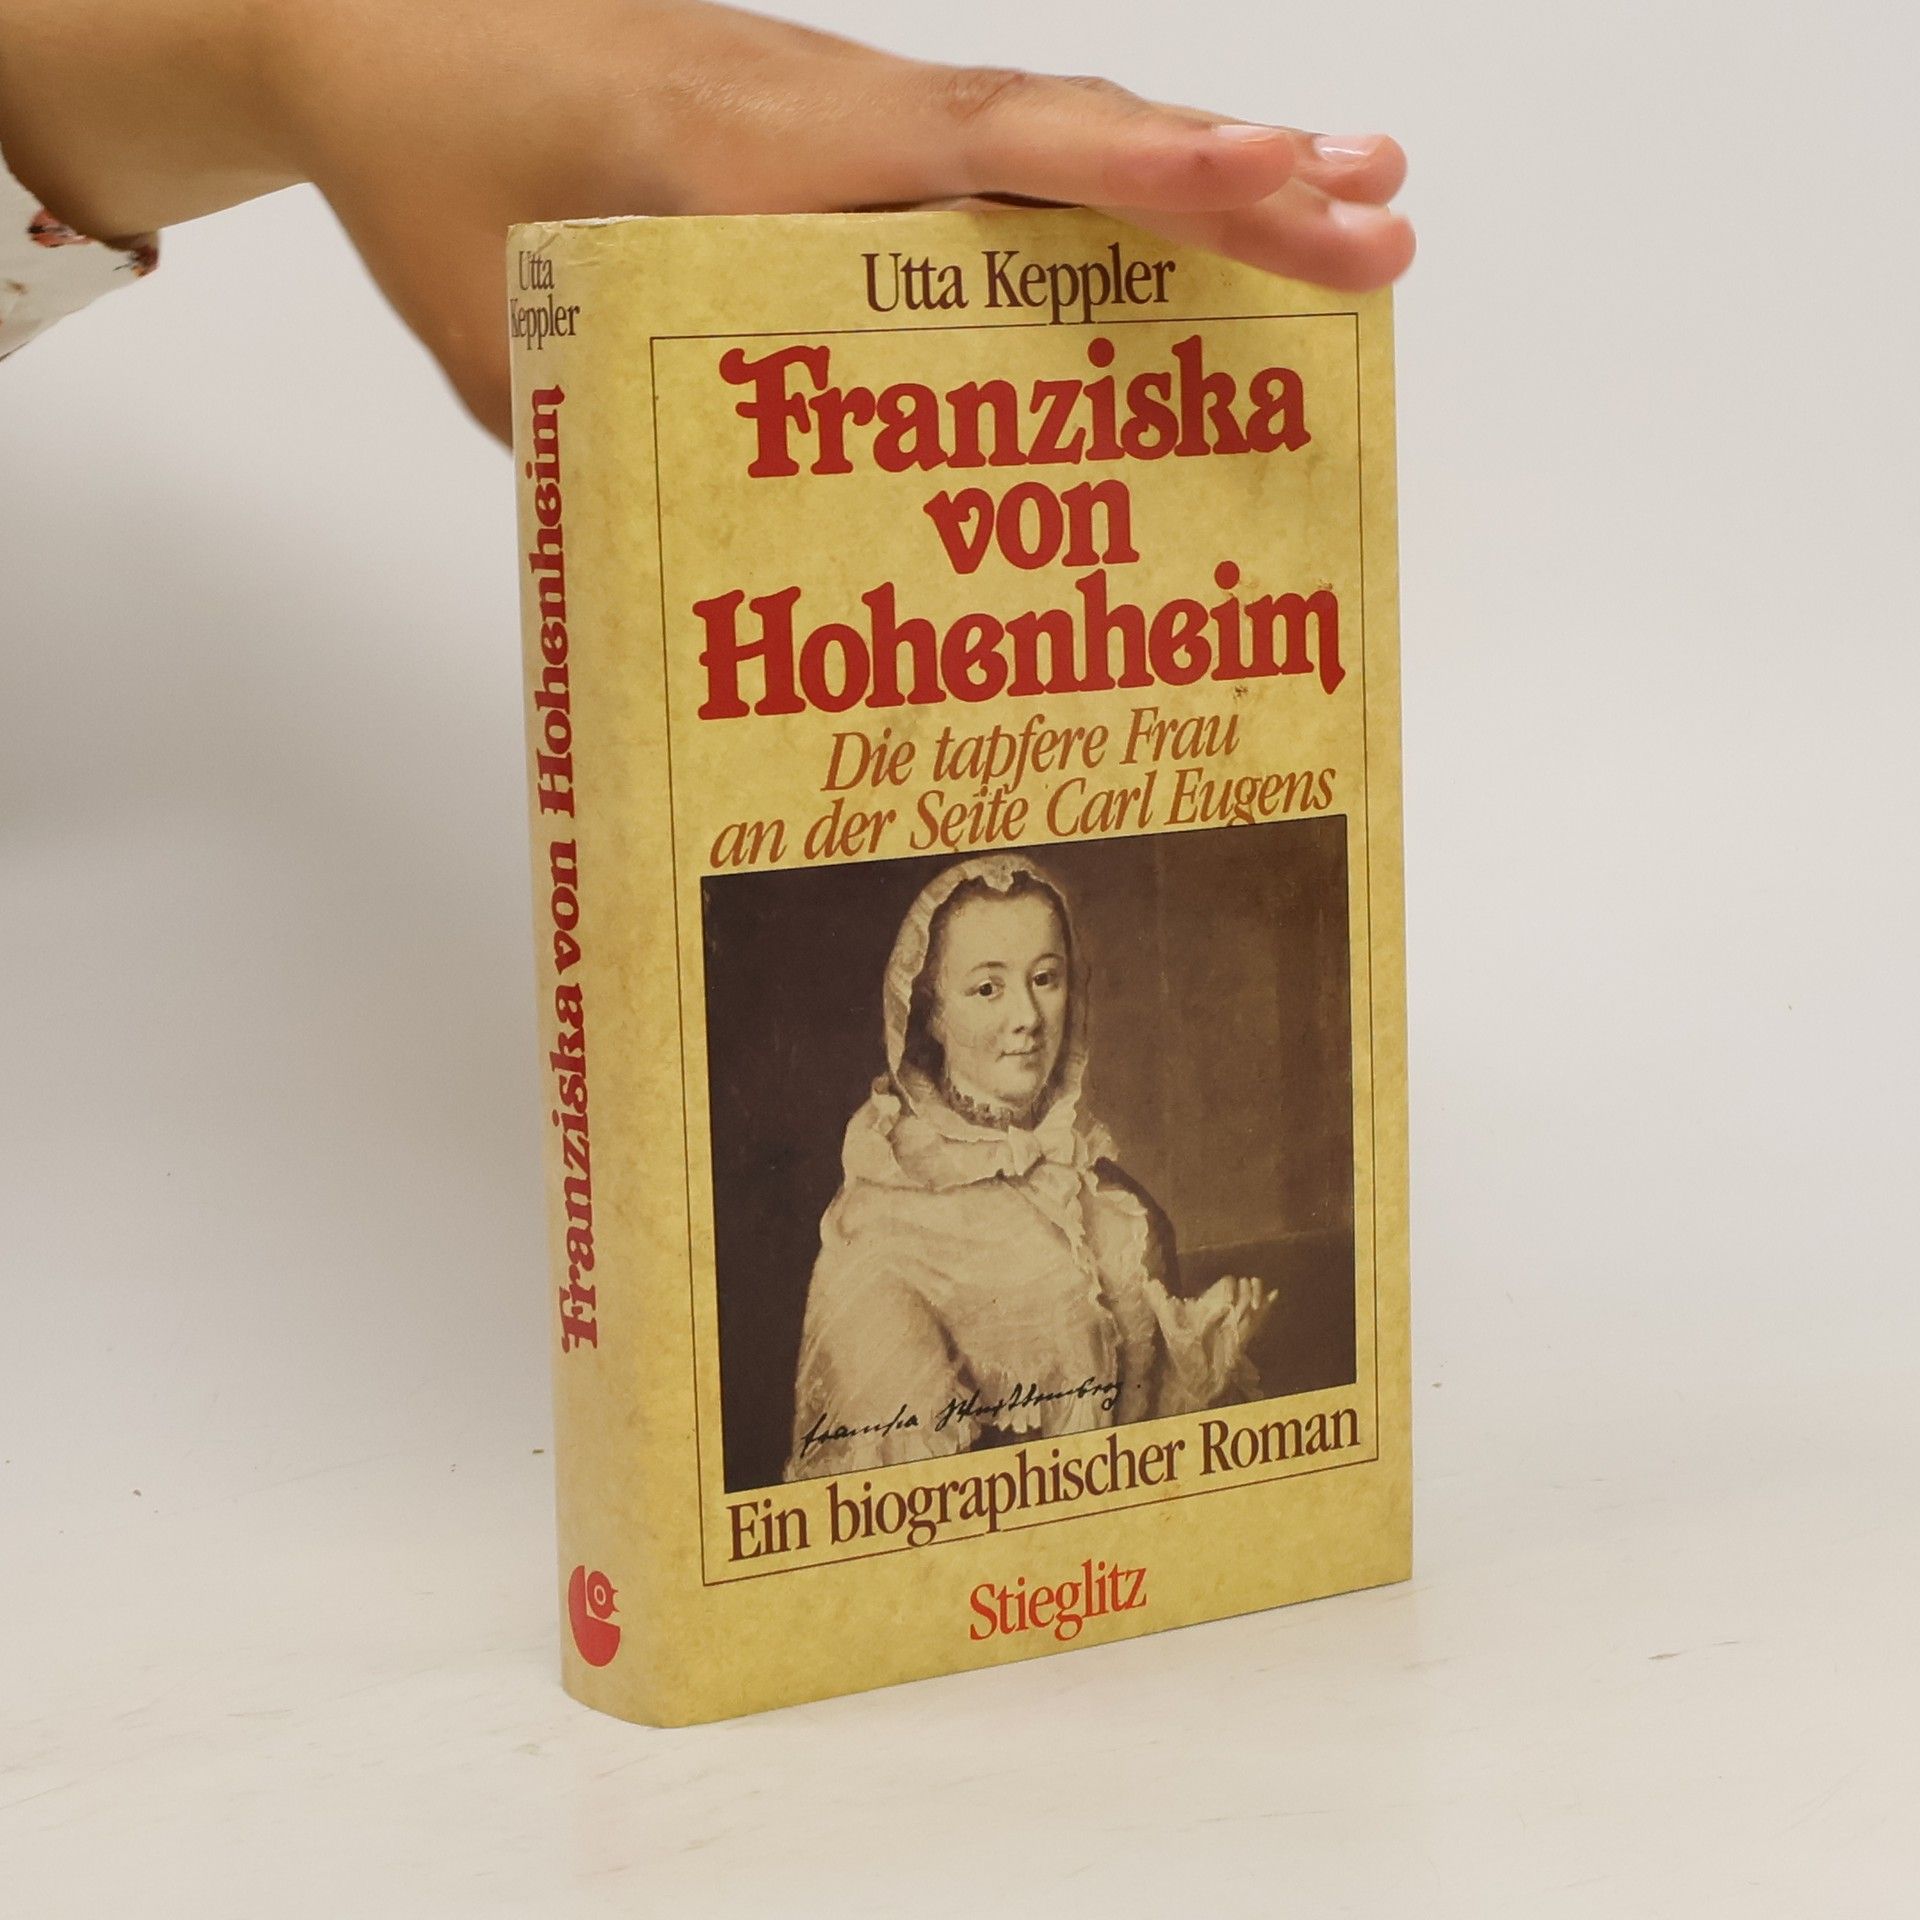 Utta
Keppler
Franziska von Hohenheim
Utta Keppler
Franziska
von
Hohenheim
Die tapfere Frau
an der Seite Carl Eugens
Ein biographischer Roman
Stieglitz